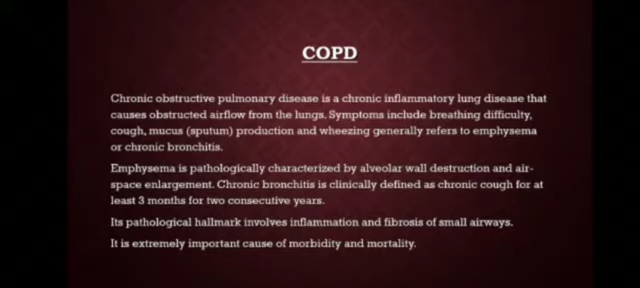 COPD
Chronic obstructive pulmonary disease is a chronic inflammatory lung disease that
causes obstructed airflow from the lungs. Symptoms include breathing difficulty,
cough, mucus (sputum) production and wheezing generally refers to emphysema
or chronic bronchitis.
Emphysema is pathologically characterized by alveolar wall destruction and air-
space enlargement. Chronic bronchitis is clinically defined as chronic cough for at
least 3 months for two consecutive years.
Its pathological hallmark involves inflammation and fibrosis of small airways.
It is extremely important cause of morbidity and mortality.